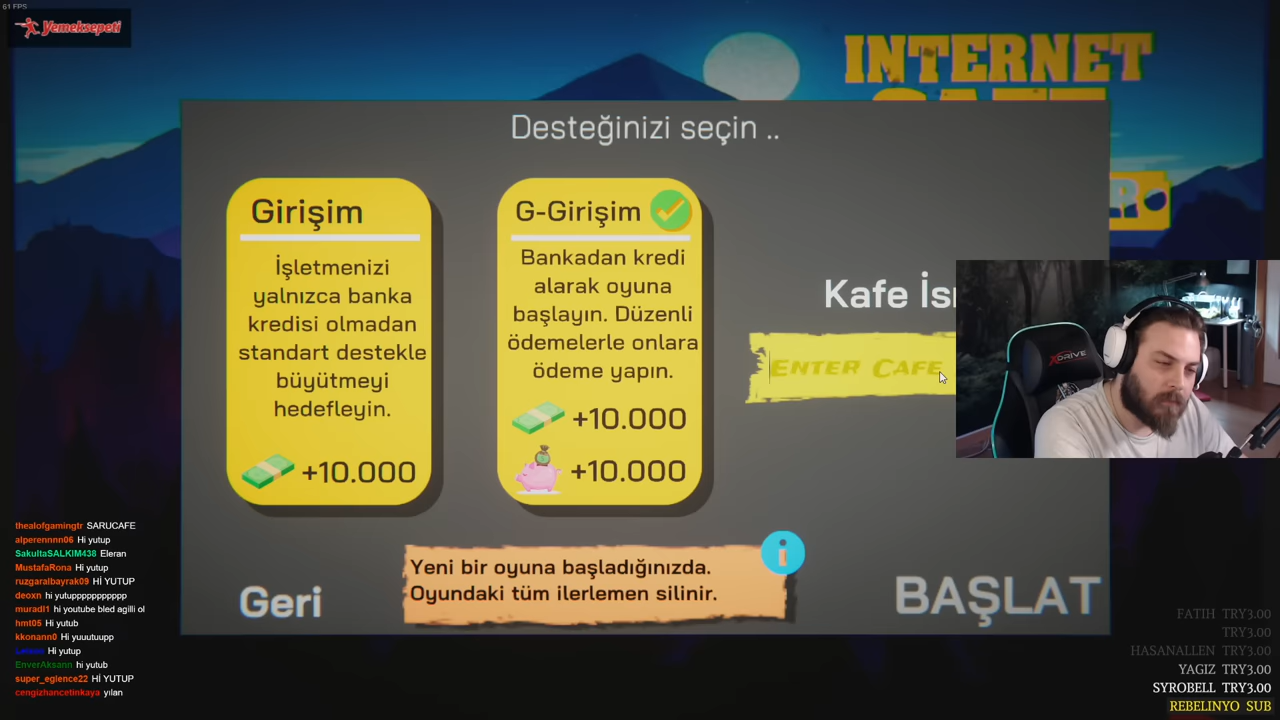 61 FPS
Yemeksepeti
INTERNET
CAFE
Desteğinizi seçin ..
Girişim
İşletmenizi
yalnızca banka
kredisi olmadan
standart destekle
büyütmeyi
hedefleyin.
+10.000
G-Girişim
Bankadan kredi
alarak oyuna
başlayın. Düzenli
ödemelerle onlara
ödeme yapın.
+10.000
+10.000
Kafe İs
ENTER CAFE
XDRIVE
Yeni bir oyuna başladığınızda.
Oyundaki tüm ilerlemen silinir.
i
Geri
BAŞLAT
thealofgamingtr SARUCAFE
alperennnn06 Hi yutup
SakultaSALKIM438 Eleran
MustafaRona Hi yutup
ruzgaralbayrak09 Hİ YUTUP
deoxn hi yutuppppppppppp
muradl1 hi youtube bled agilli ol
hmt05 Hi yutub
kkonann0 Hi yuuutuupp
Hi yutup
EnverAksann hi yutub
super_eglence22 Hİ YUTUP
cengizhancetinkaya yılan
FATIH TRY3.00
TRY3.00
HASANALLEN TRY3.00
YAGIZ TRY3.00
SYROBELL TRY3.00
REBELINYO SUB